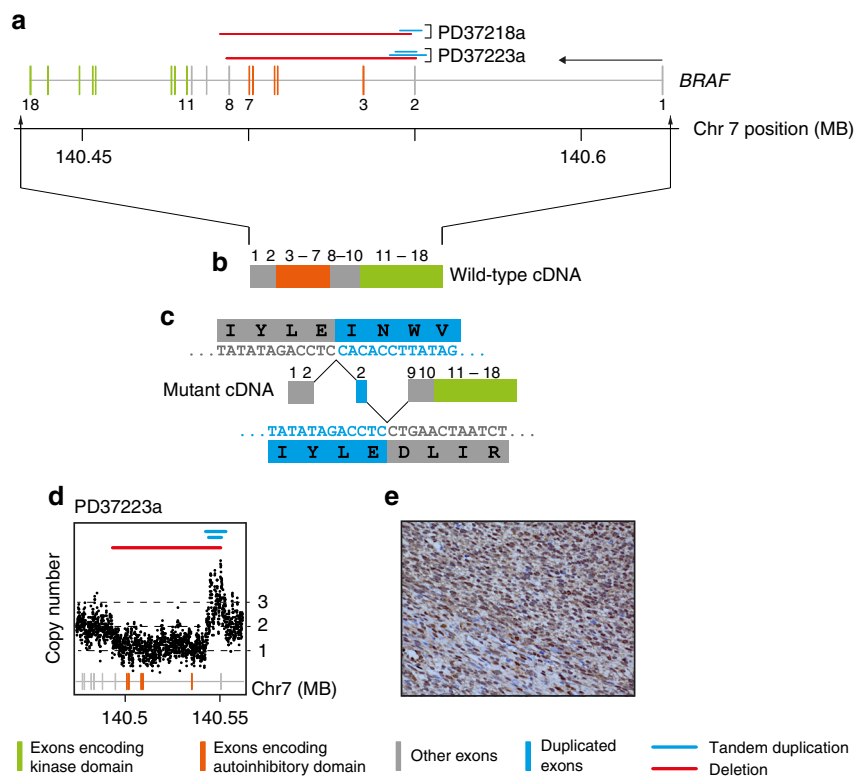 a
PD37218a
PD37223a
BRAF
18 11 8 7 3 2 1
Chr 7 position (MB)
140.45 140.6
b
1 2 3 – 7 8–10 11 – 18
Wild-type cDNA
c
I Y L E I N W V
...TATATAGACCTCCACACCTTATAG...
1 2 2 9 10 11 – 18
Mutant cDNA
...TATATAGACCTCCTGAACTAATCT...
I Y L E D L I R
d
PD37223a
Copy number
3
2
1
Chr7 (MB)
140.5 140.55
e
Exons encoding
kinase domain
Exons encoding
autoinhibitory domain
Other exons
Duplicated
exons
Tandem duplication
Deletion